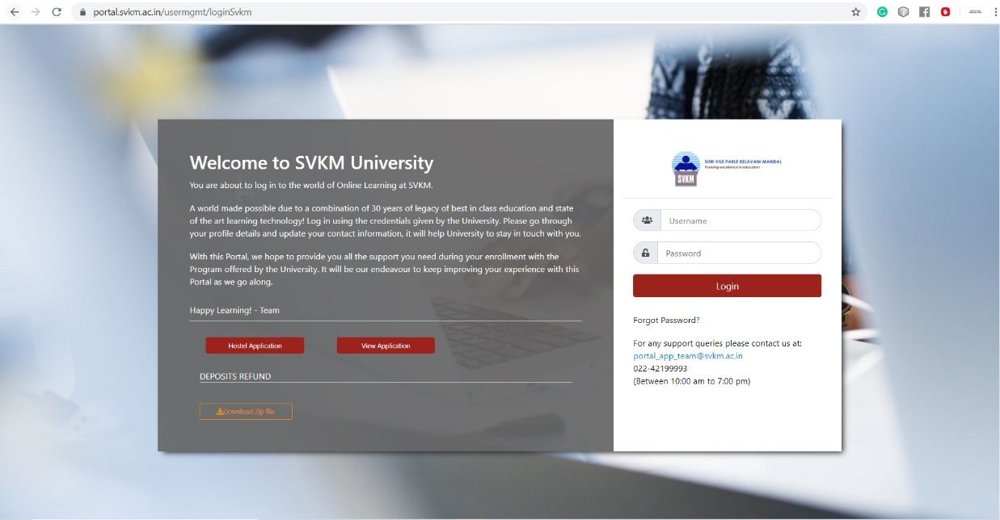 portal.svkm.ac.in/usermgmt/loginSvkm
Welcome to SVKM University
You are about to log in to the world of Online Learning at SVKM.
A world made possible due to a combination of 30 years of legacy of best in class education and state
of the art learning technology! Log in using the credentials given by the University. Please go through
your profile details and update your contact information, it will help University to stay in touch with you.
With this Portal, we hope to provide you all the support you need during your enrollment with the
Program offered by the University. It will be our endeavour to keep improving your experience with this
Portal as we go along.
Happy Learning! - Team
Hostel Application
View Application
DEPOSITS REFUND
Download Zip file.
SVKM
SHRI VILE PARLE KELAVANI MANDAL
Pursuing excellence in education
Username
Password
Login
Forgot Password?
For any support queries please contact us at:
portal_app_team@svkm.ac.in
022-42199993
(Between 10:00 am to 7:00 pm)